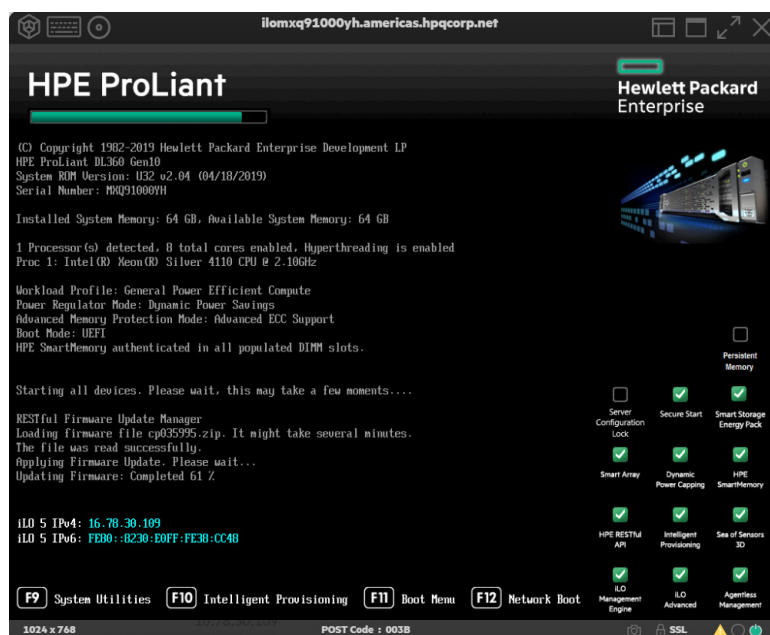 ilomxq91000yh.americas.hpqcorp.net
HPE ProLiant
Hewlett Packard
Enterprise
(C) Copyright 1982-2019 Hewlett Packard Enterprise Development LP
HPE ProLiant DL360 Gen10
System ROM Version: U32 v2.04 (04/18/2019)
Serial Number: MXQ91000YH
Installed System Memory: 64 GB, Available System Memory: 64 GB
1 Processor(s) detected, 8 total cores enabled, Hyperthreading is enabled
Proc 1: Intel(R) Xeon(R) Silver 4110 CPU @ 2.10GHz
Workload Profile: General Power Efficient Compute
Power Regulator Mode: Dynamic Power Savings
Advanced Memory Protection Mode: Advanced ECC Support
Boot Mode: UEFI
HPE SmartMemory authenticated in all populated DIMM slots.
Persistent
Memory
Starting all devices. Please wait, this may take a few moments....
RESTful Firmware Update Manager
Loading firmware file cp035995.zip. It might take several minutes.
The file was read successfully.
Applying Firmware Update. Please wait...
Updating Firmware: Completed 61 %
Server
Configuration
Lock
Secure Start
Smart Storage
Energy Pack
Smart Array
Dynamic
Power Capping
HPE
SmartMemory
iLO 5 IPv4: 16.78.30.109
iLO 5 IPv6: FE80::8230:E0FF:FE38:CC48
HPE RESTful
API
Intelligent
Provisioning
Sea of Sensors
3D
iLO
Management
Engine
iLO
Advanced
Agentless
Management
F9 System Utilities F10 Intelligent Provisioning F11 Boot Menu F12 Network Boot
16.78.30.109
1024 x 768 POST Code : 003B SSL